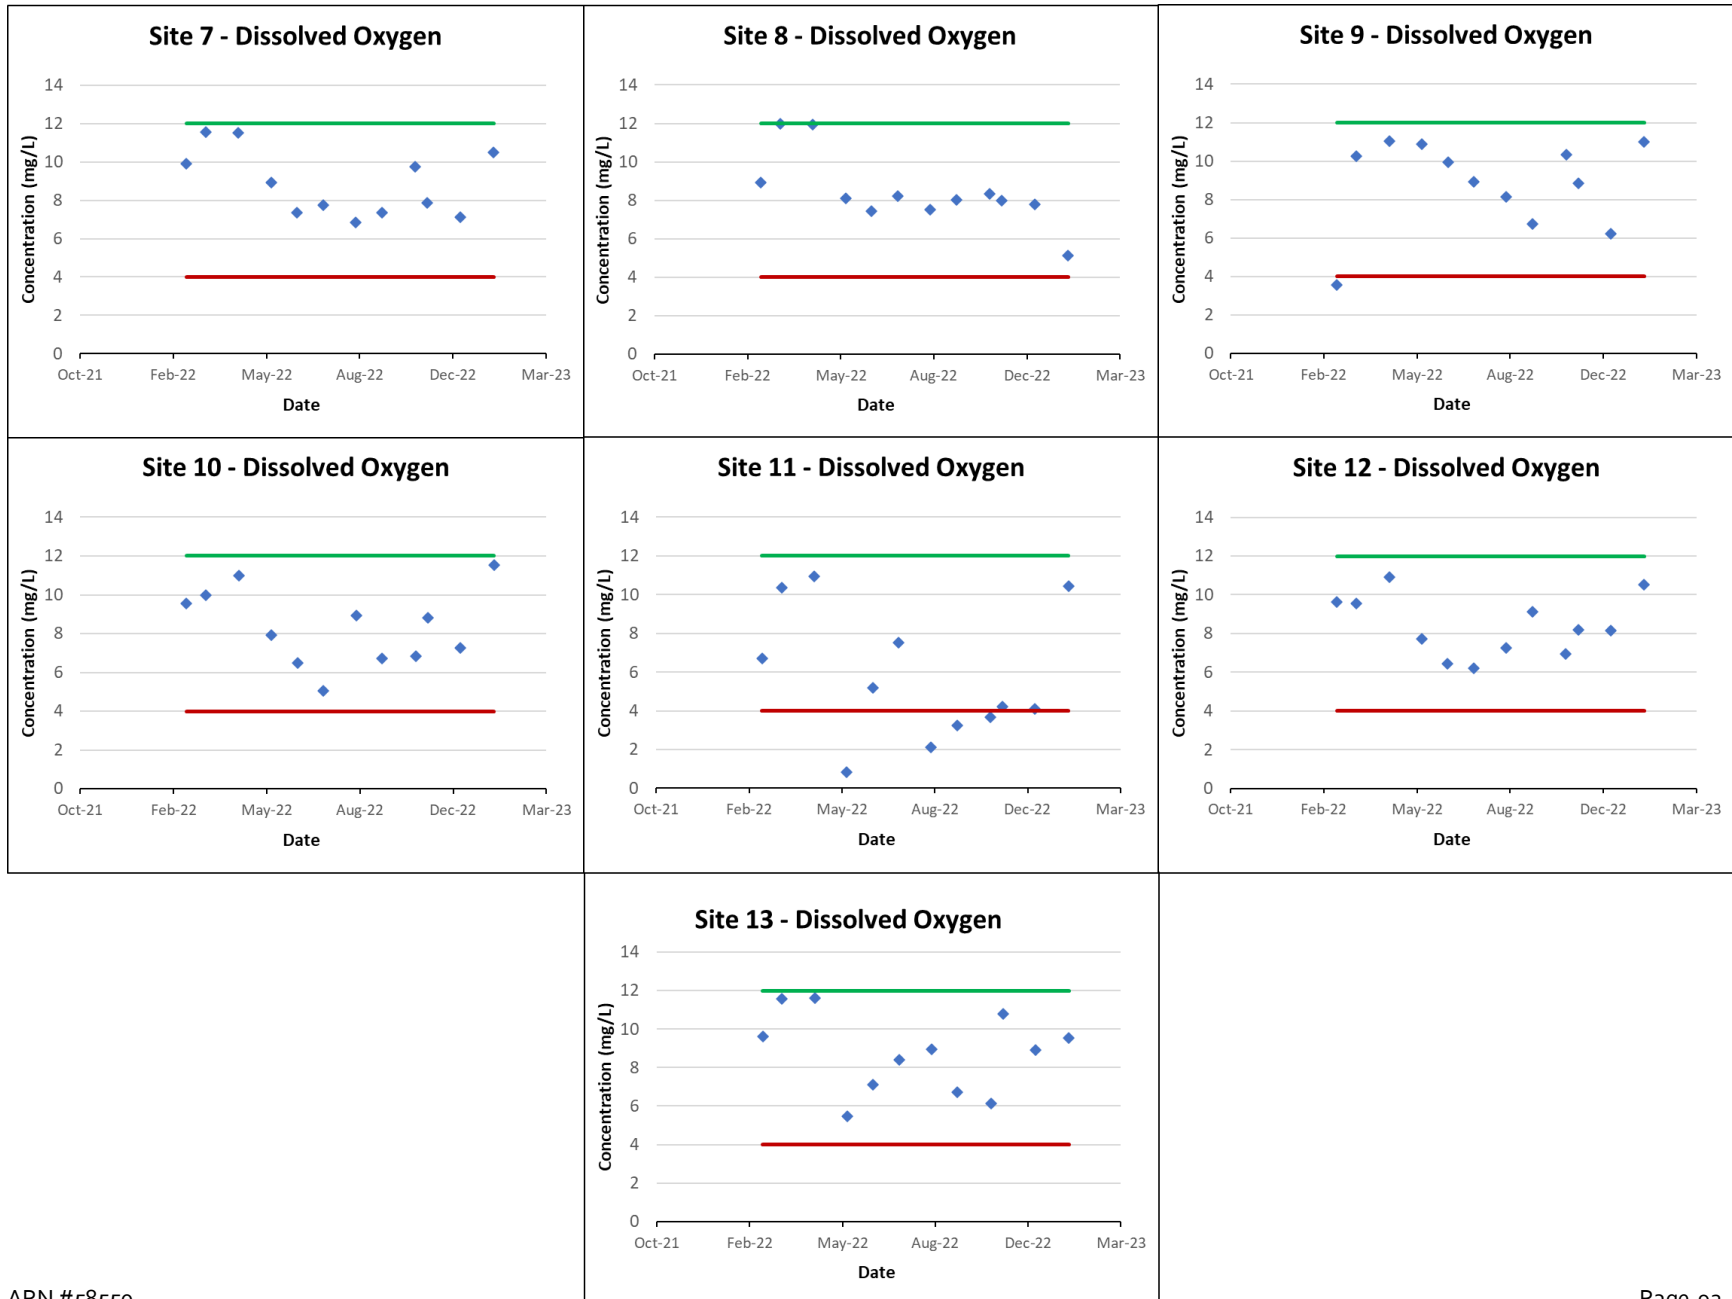 Site 7 - Dissolved Oxygen
Concentration (mg/L)
14
12
10
8
6
4
2
0
Oct-21 Feb-22 May-22 Aug-22 Dec-22 Mar-23
Date
Site 8 - Dissolved Oxygen
Concentration (mg/L)
14
12
10
8
6
4
2
0
Oct-21 Feb-22 May-22 Aug-22 Dec-22 Mar-23
Date
Site 9 - Dissolved Oxygen
Concentration (mg/L)
14
12
10
8
6
4
2
0
Oct-21 Feb-22 May-22 Aug-22 Dec-22 Mar-23
Date
Site 10 - Dissolved Oxygen
Concentration (mg/L)
14
12
10
8
6
4
2
0
Oct-21 Feb-22 May-22 Aug-22 Dec-22 Mar-23
Date
Site 11 - Dissolved Oxygen
Concentration (mg/L)
14
12
10
8
6
4
2
0
Oct-21 Feb-22 May-22 Aug-22 Dec-22 Mar-23
Date
Site 12 - Dissolved Oxygen
Concentration (mg/L)
14
12
10
8
6
4
2
0
Oct-21 Feb-22 May-22 Aug-22 Dec-22 Mar-23
Date
Site 13 - Dissolved Oxygen
Concentration (mg/L)
14
12
10
8
6
4
2
0
Oct-21 Feb-22 May-22 Aug-22 Dec-22 Mar-23
Date
Page